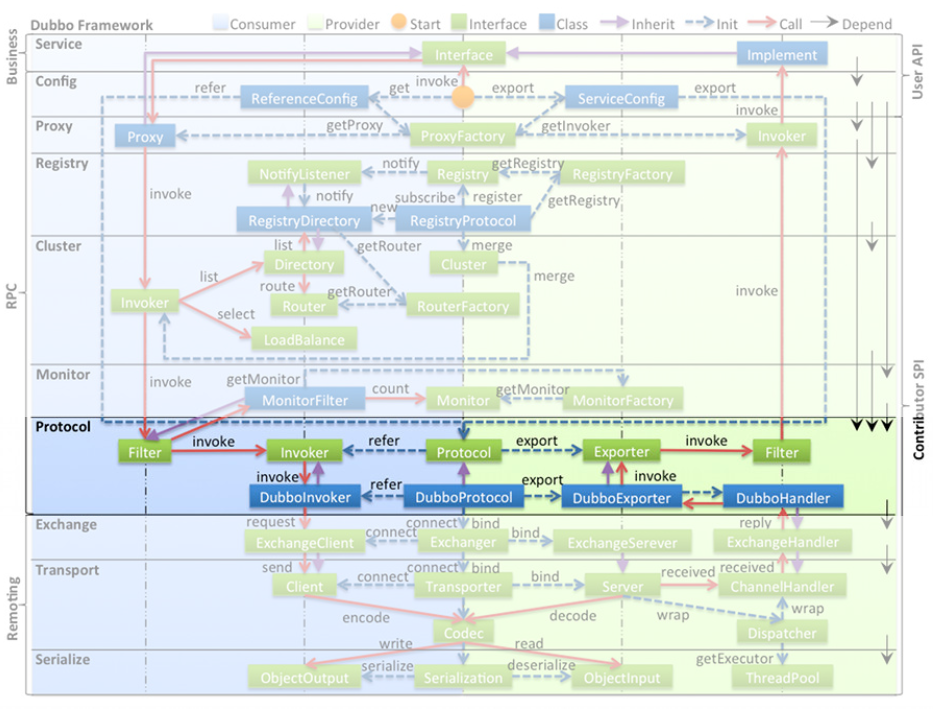 Dubbo Framework Consumer Provider Start Interface Class Inherit Init Call Depend
Business
User API
Service
Interface
Implement
Config
refer
ReferenceConfig
get
invoke
export
ServiceConfig
export
invoke
Proxy
Proxy
getProxy
ProxyFactory
getInvoker
Invoker
Registry
NotifyListener
notify
Registry
getRegistry
RegistryFactory
invoke
notify
subscribe
register
getRegistry
new
RegistryDirectory
RegistryProtocol
RPC
Cluster
list
getRouter
merge
Directory
Cluster
list
merge
route
getRouter
invoke
Invoker
Router
RouterFactory
select
LoadBalance
Contributor SPI
Monitor
invoke
getMonitor
count
getMonitor
MonitorFilter
Monitor
MonitorFactory
Protocol
Filter
invoke
Invoker
refer
Protocol
export
Exporter
invoke
Filter
invoke
refer
export
invoke
DubboInvoker
DubboProtocol
DubboExporter
DubboHandler
Remoting
Exchange
request
connect
bind
reply
ExchangeClient
connect
Exchanger
bind
ExchangeSerever
ExchangeHandler
Transport
send
connect
bind
received
received
Client
connect
Transporter
bind
Server
ChannelHandler
encode
decode
wrap
wrap
Codec
Dispatcher
Serialize
write
read
getExecutor
serialize
deserialize
ObjectOutput
Serialization
ObjectInput
ThreadPool